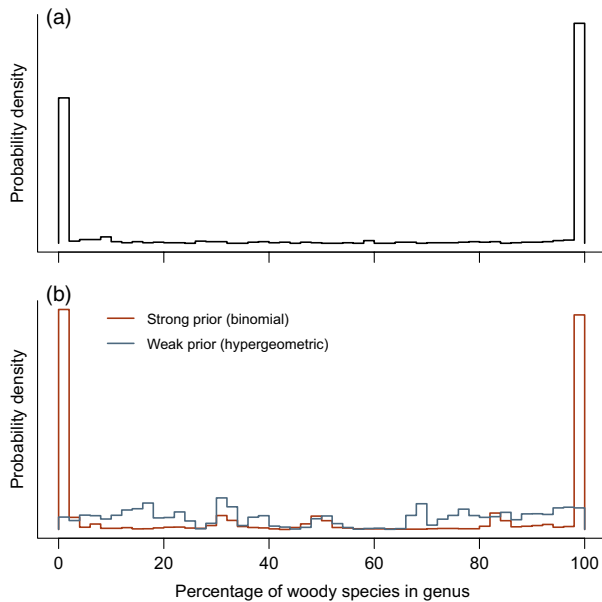 (a)
Probability density
(b)
Strong prior (binomial)
Weak prior (hypergeometric)
Probability density
0 20 40 60 80 100
Percentage of woody species in genus